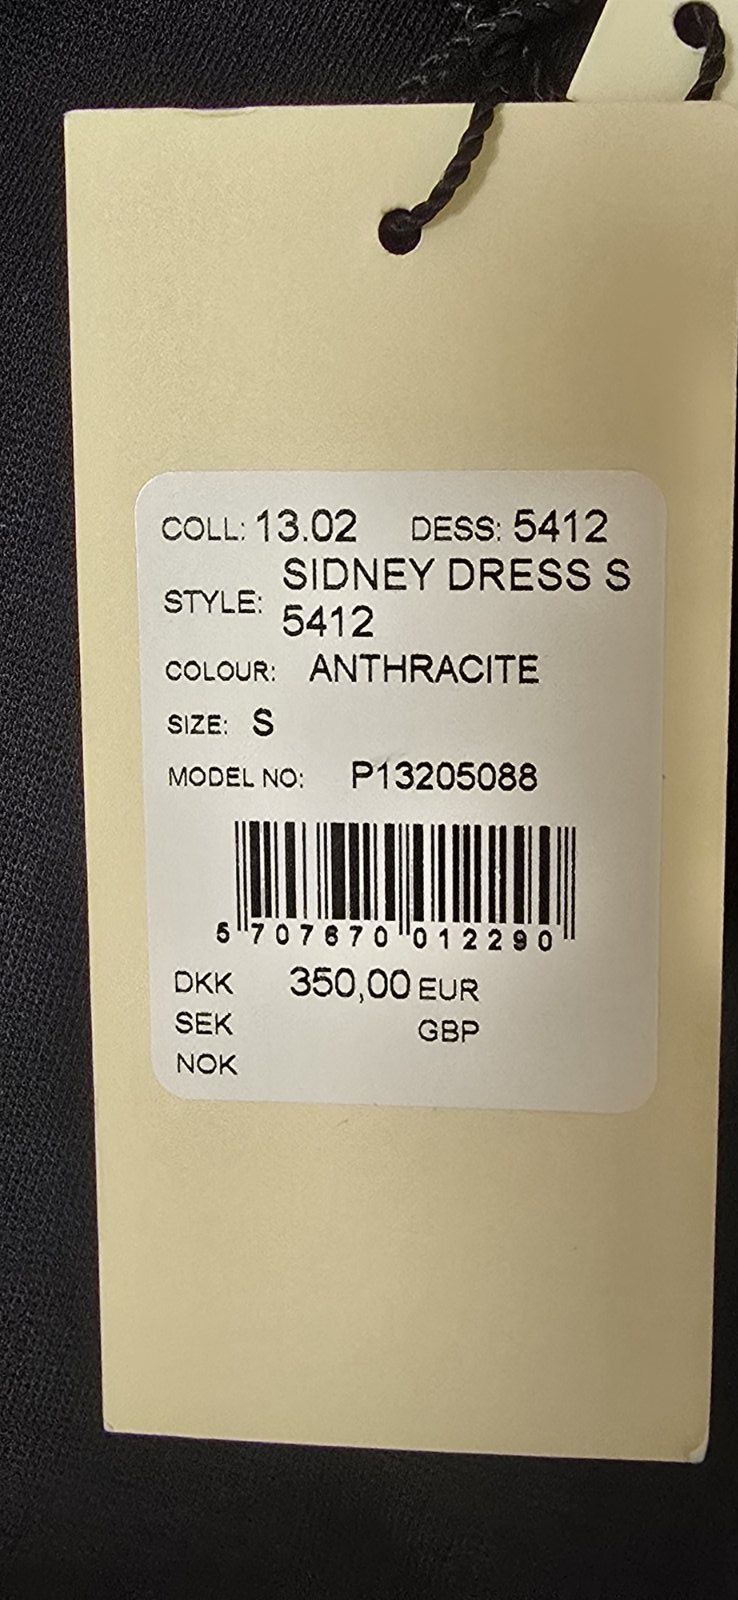 COLL: 13.02 DESS: 5412
STYLE: SIDNEY DRESS S
5412
COLOUR: ANTHRACITE
SIZE: S
MODEL NO: P13205088
5 707670 012290
DKK 350,00 EUR
SEK GBP
NOK